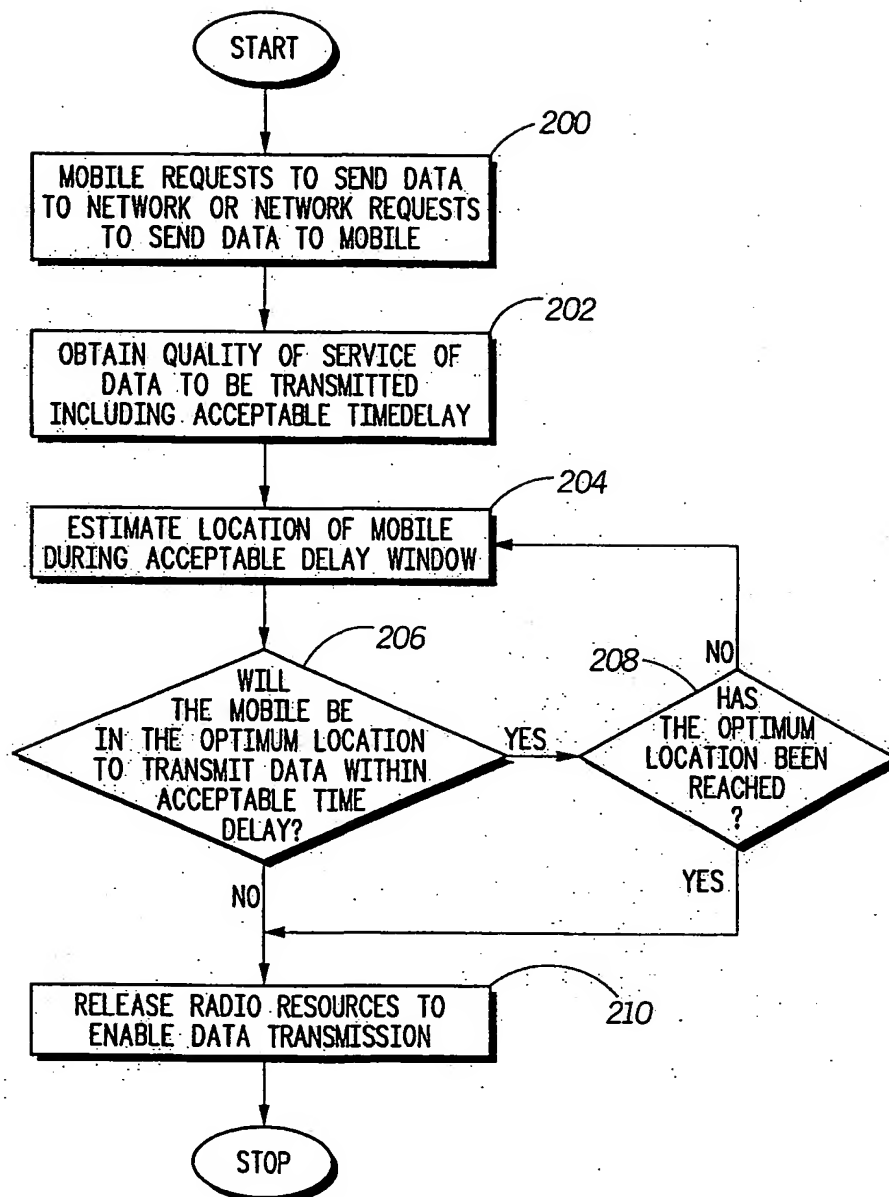 START
200
MOBILE REQUESTS TO SEND DATA
TO NETWORK OR NETWORK REQUESTS
TO SEND DATA TO MOBILE
202
OBTAIN QUALITY OF SERVICE OF
DATA TO BE TRANSMITTED
INCLUDING ACCEPTABLE TIMEDELAY
204
ESTIMATE LOCATION OF MOBILE
DURING ACCEPTABLE DELAY WINDOW
206
WILL
THE MOBILE BE
IN THE OPTIMUM LOCATION
TO TRANSMIT DATA WITHIN
ACCEPTABLE TIME
DELAY?
YES
NO
208
HAS
THE OPTIMUM
LOCATION BEEN
REACHED
?
NO
YES
RELEASE RADIO RESOURCES TO
ENABLE DATA TRANSMISSION
210
STOP